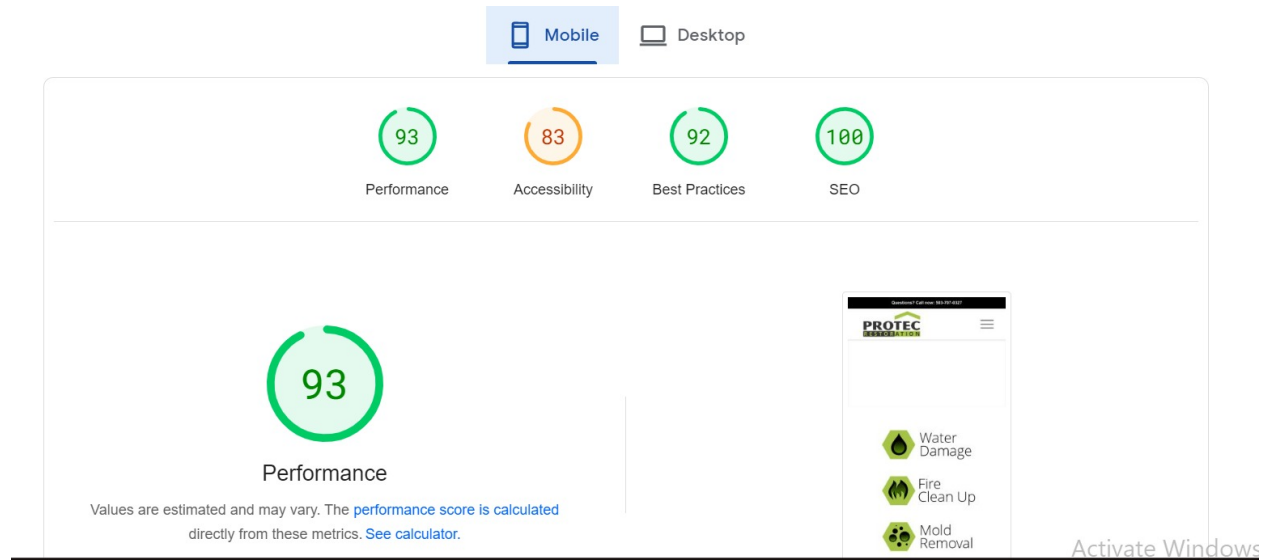 Mobile
Desktop
93
83
92
100
Performance
Accessibility
Best Practices
SEO
93
Performance
Values are estimated and may vary. The performance score is calculated
directly from these metrics. See calculator.
PROTEC
RESTORATION
Water
Damage
Fire
Clean Up
Mold
Removal
Activate Windows